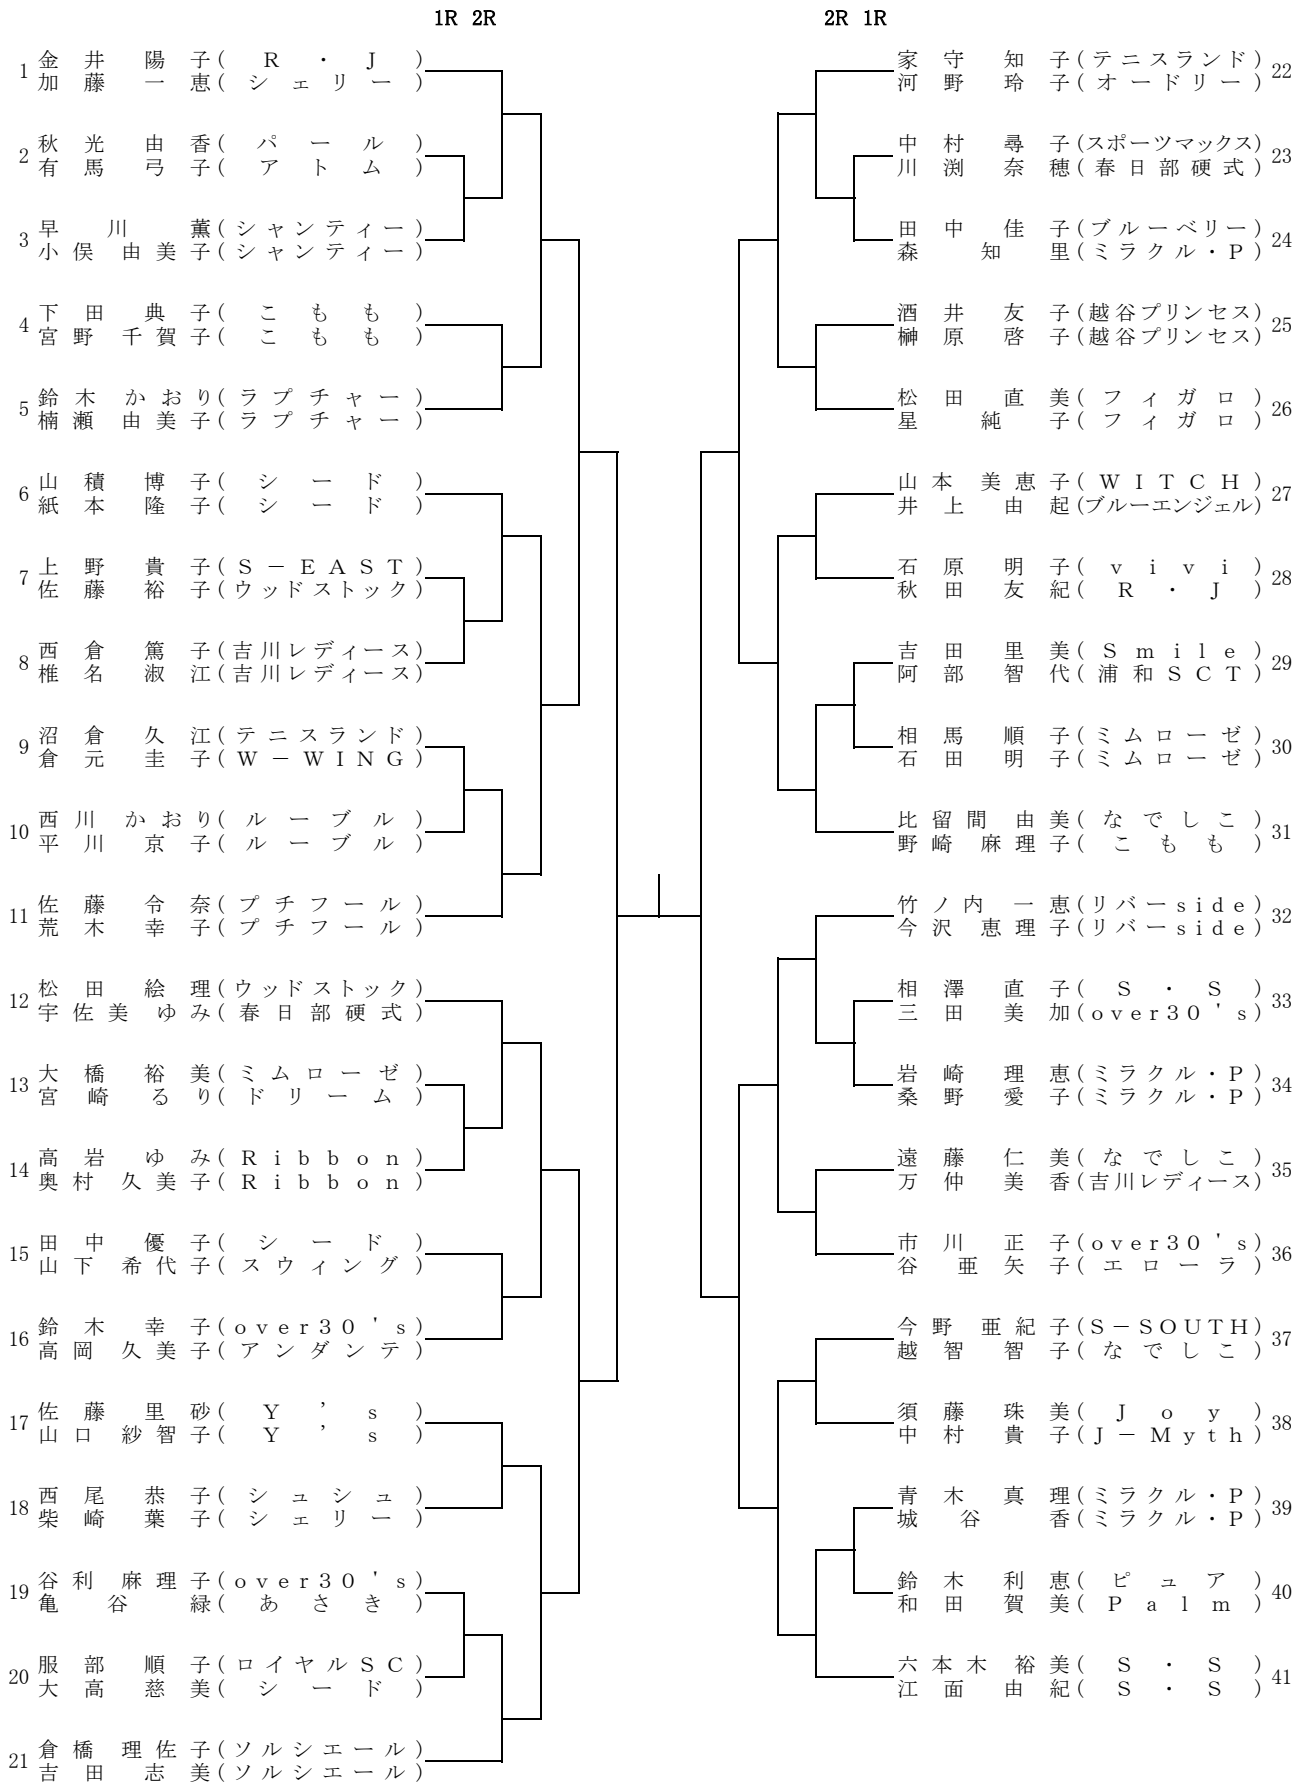 1R 2R
1 金井陽子(R・J)
加藤一恵(シェリー)
2 秋光由香(パール)
有馬弓子(アトム)
3 早川薫(シャンティー)
小俣由美子(シャンティー)
4 下田典子(こもも)
宮野千賀子(こもも)
5 鈴木かおり(ラプチャー)
楠瀬由美子(ラプチャー)
6 山積博子(シード)
紙本隆子(シード)
7 上野貴子(S－EAST)
佐藤裕子(ウッドストック)
8 西倉篤子(吉川レディース)
椎名淑江(吉川レディース)
9 沼倉久江(テニスランド)
倉元圭子(W－WING)
10 西川かおり(ルーブル)
平川京子(ルーブル)
11 佐藤令奈(プチフール)
荒木幸子(プチフール)
12 松田絵理(ウッドストック)
宇佐美ゆみ(春日部硬式)
13 大橋裕美(ミムローゼ)
宮崎るり(ドリーム)
14 高岩ゆみ(Ribbon)
奥村久美子(Ribbon)
15 田中優子(シード)
山下希代子(スウィング)
16 鈴木幸子(over30's)
高岡久美子(アンダンテ)
17 佐藤里砂(Y’s)
山口紗智子(Y’s)
18 西尾恭子(シュシュ)
柴崎葉子(シェリー)
19 谷利麻理子(over30's)
亀谷緑(あさき)
20 服部順子(ロイヤルSC)
大高慈美(シード)
21 倉橋理佐子(ソルシエール)
吉田志美(ソルシエール)
2R 1R
家守知子(テニスランド) 22
河野玲子(オードリー)
中村尋子(スポーツマックス) 23
川渕奈穂(春日部硬式)
田中佳子(ブルーベリー) 24
森知里(ミラクル・P)
酒井友子(越谷プリンセス) 25
榊原啓子(越谷プリンセス)
松田直美(フィガロ) 26
星純子(フィガロ)
山本美恵子(WITCH) 27
井上由起(ブルーエンジェル)
石原明子(vivi) 28
秋田友紀(R・J)
吉田里美(Smile) 29
阿部智代(浦和SCT)
相馬順子(ミムローゼ) 30
石田明子(ミムローゼ)
比留間由美(なでしこ) 31
野崎麻理子(こもも)
竹ノ内一恵(リバーside) 32
今沢恵理子(リバーside)
相澤直子(S・S) 33
三田美加(over30's)
岩崎理恵(ミラクル・P) 34
桑野愛子(ミラクル・P)
遠藤仁美(なでしこ) 35
万仲美香(吉川レディース)
市川正子(over30's) 36
谷亜矢子(エローラ)
今野亜紀子(S－SOUTH) 37
越智智子(なでしこ)
須藤珠美(Joy) 38
中村貴子(J－Myth)
青木真理(ミラクル・P) 39
城谷香(ミラクル・P)
鈴木利恵(ピュア) 40
和田賀美(Palm)
六本木裕美(S・S) 41
江面由紀(S・S)